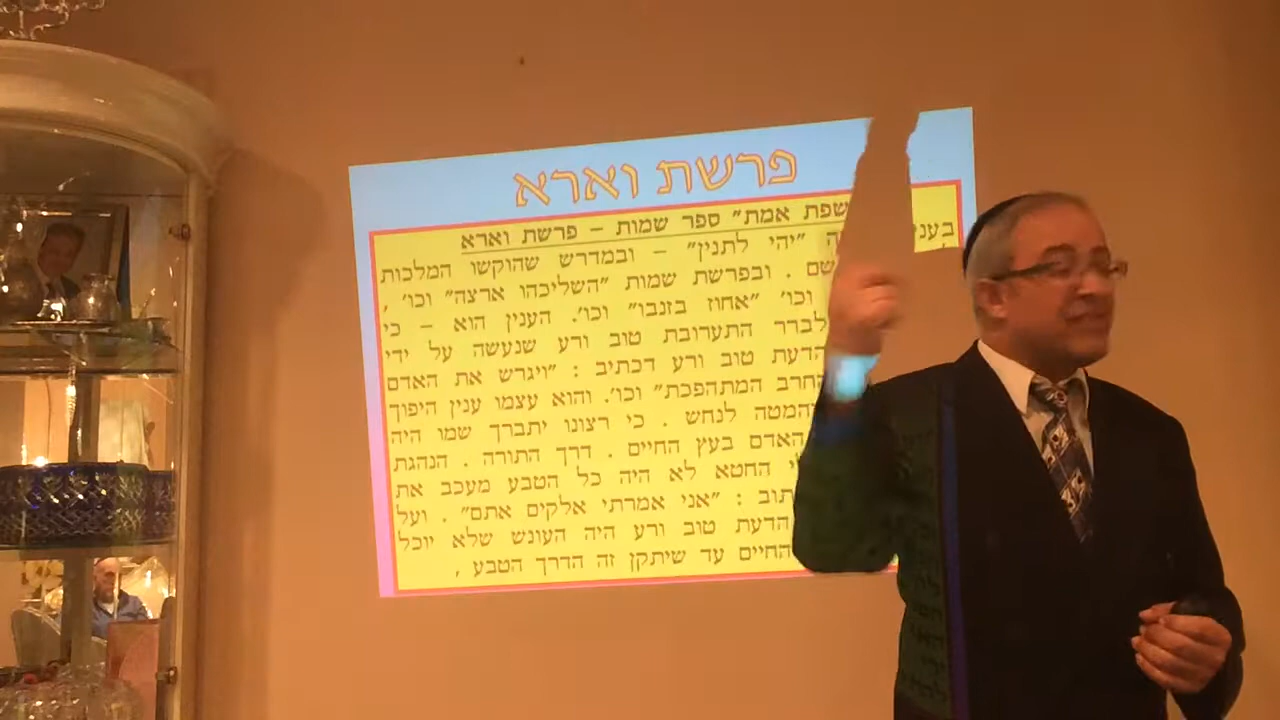 פרשת וארא
שפת אמת" ספר שמות – פרשת וארא
"יהי לתנין" – ובמדרש שהוקשו המלכות
שם . ובפרשת שמות "השליכהו ארצה" וכו' ,
וכו' "אחוז בזנבו" וכו'. הענין הוא – כי
לברר התערובת טוב ורע שנעשה על ידי
הדעת טוב ורע דכתיב : "ויגרש את האדם
החרב המתהפכת" וכו'. והוא עצמו ענין היפוך
המטה לנחש . כי רצונו יתברך שמו היה
האדם בעץ החיים . דרך התורה . הנהגת
החטא לא היה כל הטבע מעכב את
: "אני אמרתי אלקים אתם" . ועל
הדעת טוב ורע היה העונש שלא יוכל
החיים עד שיתקן זה הדרך הטבע ,